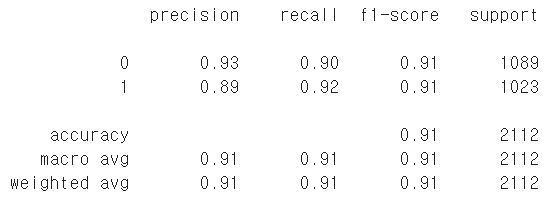 precision recall f1-score support
0 0.93 0.90 0.91 1089
1 0.89 0.92 0.91 1023
accuracy 0.91 2112
macro avg 0.91 0.91 0.91 2112
weighted avg 0.91 0.91 0.91 2112